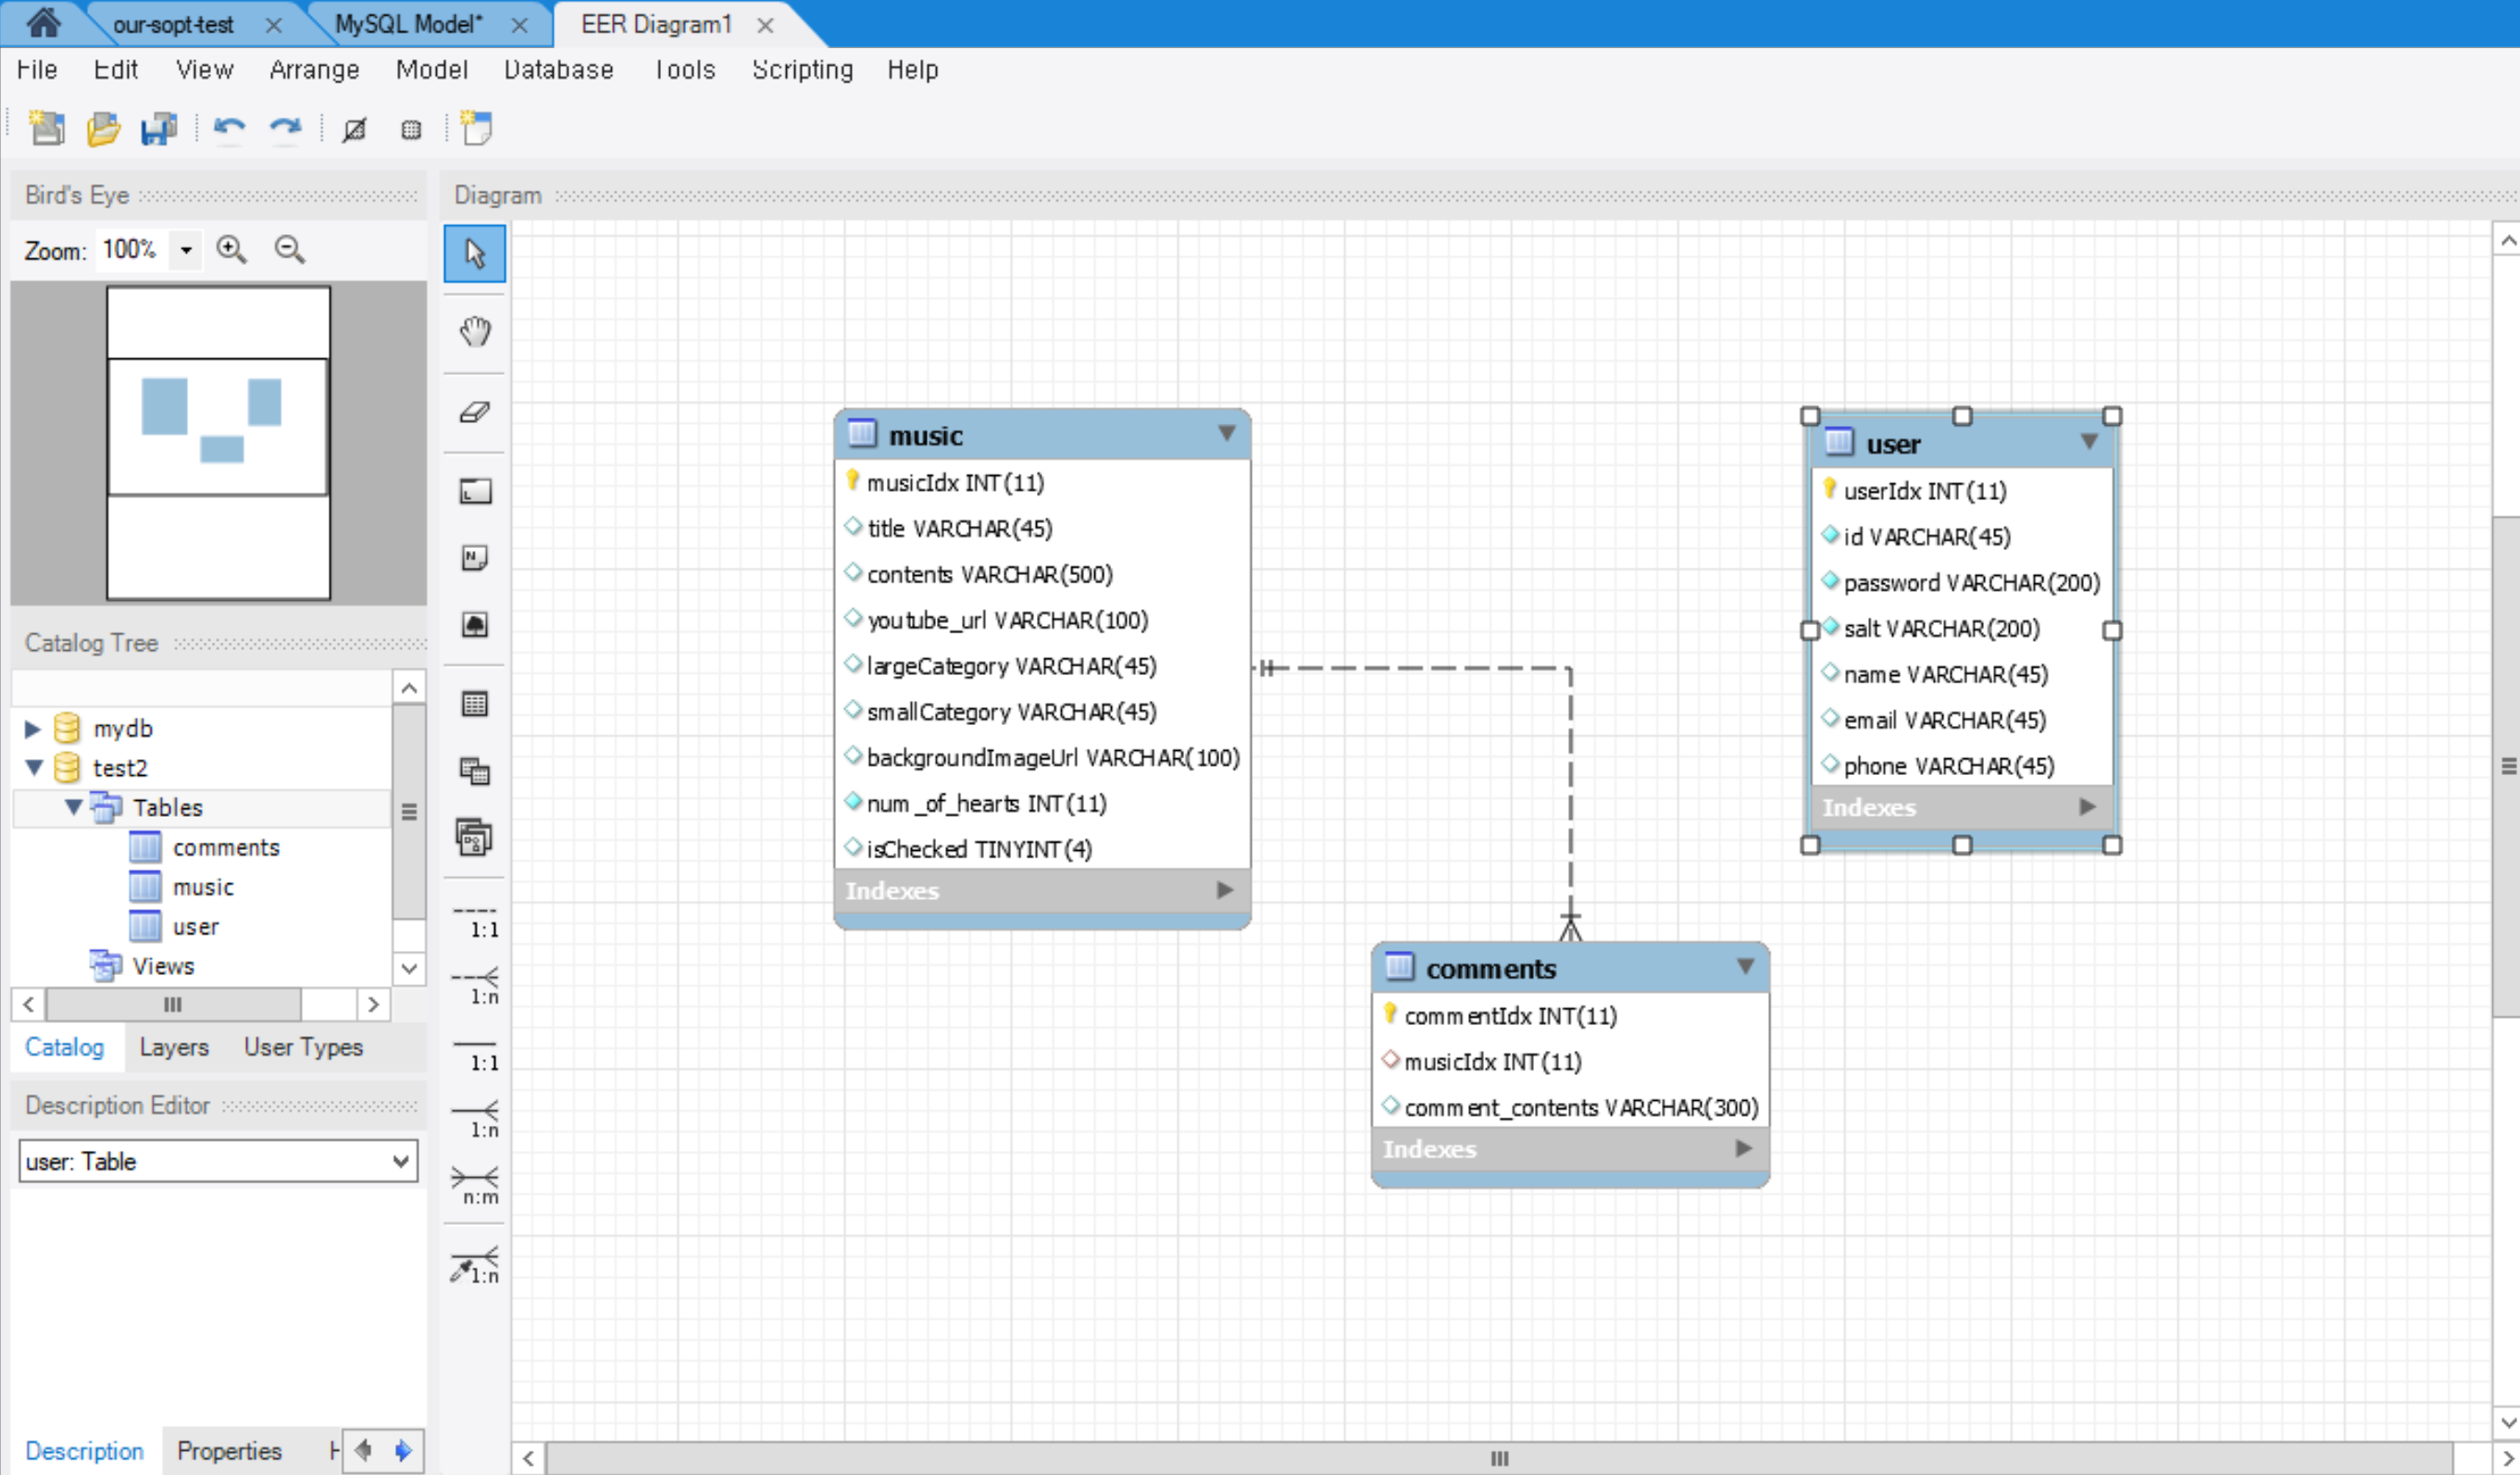 our-sopt-test
MySQL Model*
EER Diagram1
File Edit View Arrange Model Database Tools Scripting Help
Bird's Eye
Zoom: 100%
Catalog Tree
mydb
test2
Tables
comments
music
user
Views
Catalog Layers User Types
Description Editor
user: Table
Description Properties H
Diagram
L
N
1:1
1:n
1:1
1:n
n:m
1:n
music
musicIdx INT(11)
title VARCHAR(45)
contents VARCHAR(500)
youtube_url VARCHAR(100)
largeCategory VARCHAR(45)
smallCategory VARCHAR(45)
backgroundImageUrl VARCHAR(100)
num_of_hearts INT(11)
isChecked TINYINT(4)
Indexes
user
userIdx INT(11)
id VARCHAR(45)
password VARCHAR(200)
salt VARCHAR(200)
name VARCHAR(45)
email VARCHAR(45)
phone VARCHAR(45)
Indexes
comments
commentIdx INT(11)
musicIdx INT(11)
comment_contents VARCHAR(300)
Indexes